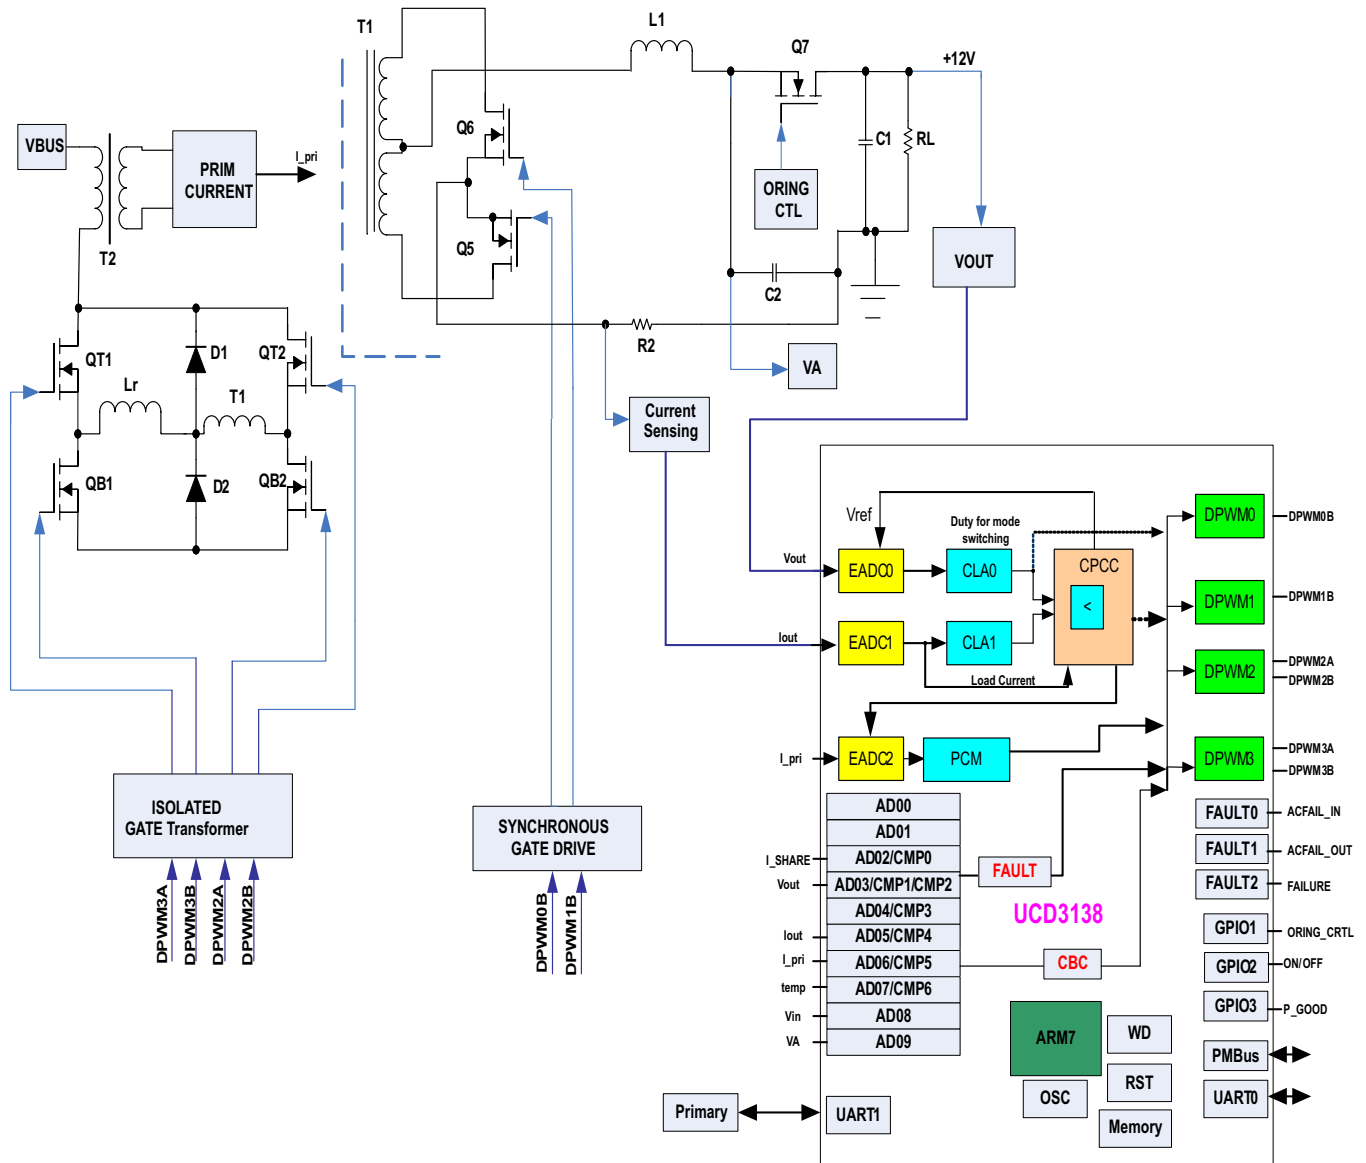 T1
L1
Q7
+12V
VBUS
PRIM
CURRENT
I_pri
Q6
C1
RL
ORING
CTL
T2
Q5
VOUT
C2
R2
VA
QT1
D1
QT2
Lr
T1
QB1
D2
QB2
Current
Sensing
Vref
Duty for mode
switching
DPWM0
DPWM0B
Vout
EADC0
CLA0
CPCC
<
DPWM1
DPWM1B
Iout
EADC1
CLA1
Load Current
DPWM2
DPWM2A
DPWM2B
I_pri
EADC2
PCM
DPWM3
DPWM3A
DPWM3B
ISOLATED
GATE Transformer
SYNCHRONOUS
GATE DRIVE
DPWM3A
DPWM3B
DPWM2A
DPWM2B
DPWM0B
DPWM1B
AD00
AD01
I_SHARE
AD02/CMP0
Vout
AD03/CMP1/CMP2
AD04/CMP3
Iout
AD05/CMP4
I_pri
AD06/CMP5
temp
AD07/CMP6
Vin
AD08
VA
AD09
FAULT
UCD3138
CBC
FAULT0
ACFAIL_IN
FAULT1
ACFAIL_OUT
FAULT2
FAILURE
GPIO1
ORING_CRTL
GPIO2
ON/OFF
GPIO3
P_GOOD
ARM7
WD
PMBus
OSC
RST
UART0
Memory
Primary
UART1